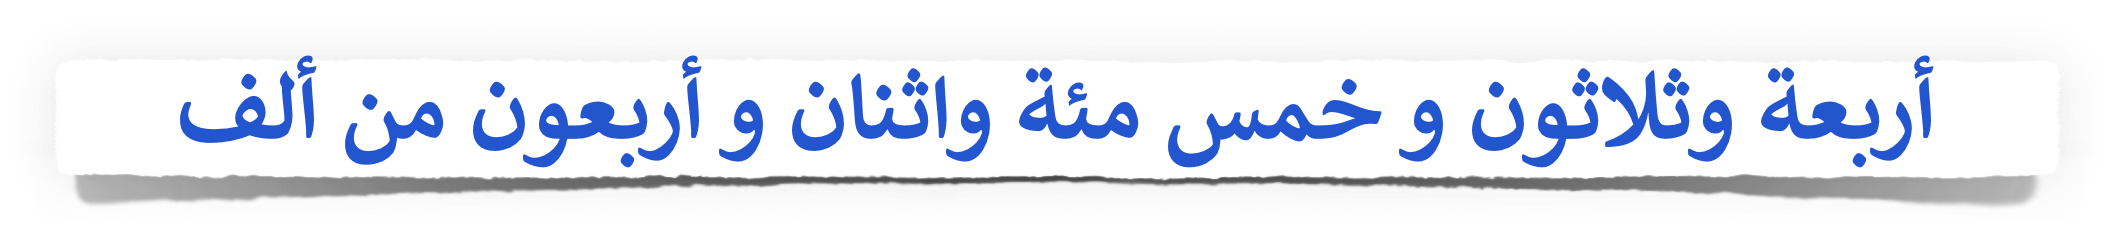 أربعة وثلاثون و خمس مئة واثنان و أربعون من ألف